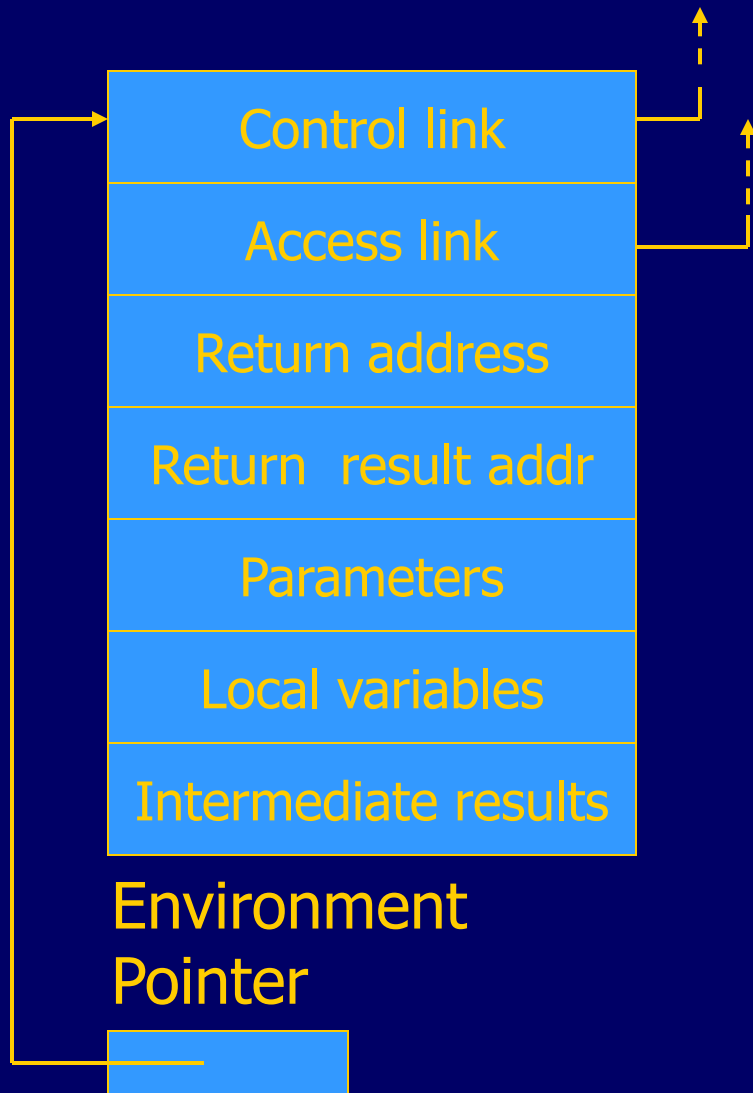 Control link
Access link
Return address
Return  result addr
Parameters
Local variables
Intermediate results
Environment
Pointer